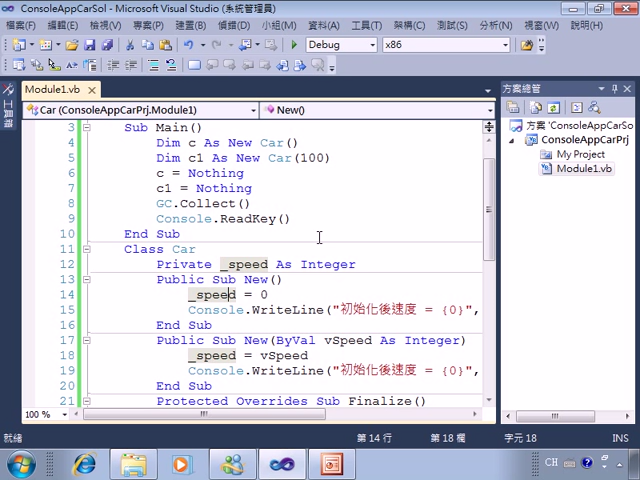 ConsoleAppCarSol - Microsoft Visual Studio (系統管理員)
檔案(F) 編輯(E) 檢視(V) 專案(P) 建置(B) 偵錯(D) 小組(M) 資料(A) 工具(T) 架構(C) 測試(S) 分析(N) 視窗(W) 說明(H)
Debug x86
Module1.vb
方案總管
工具箱
Car (ConsoleAppCarPrj.Module1) New()
方案 'ConsoleAppCarSo
ConsoleAppCarPrj
My Project
Module1.vb
3 Sub Main()
4 Dim c As New Car()
5 Dim c1 As New Car(100)
6 c = Nothing
7 c1 = Nothing
8 GC.Collect()
9 Console.ReadKey()
10 End Sub
11 Class Car
12 Private _speed As Integer
13 Public Sub New()
14 _speed = 0
15 Console.WriteLine("初始化後速度 = {0}",
16 End Sub
17 Public Sub New(ByVal vSpeed As Integer)
18 _speed = vSpeed
19 Console.WriteLine("初始化後速度 = {0}",
20 End Sub
21 Protected Overrides Sub Finalize()
100 %
就緒 第 14 行 第 18 欄 字元 18 INS
CH